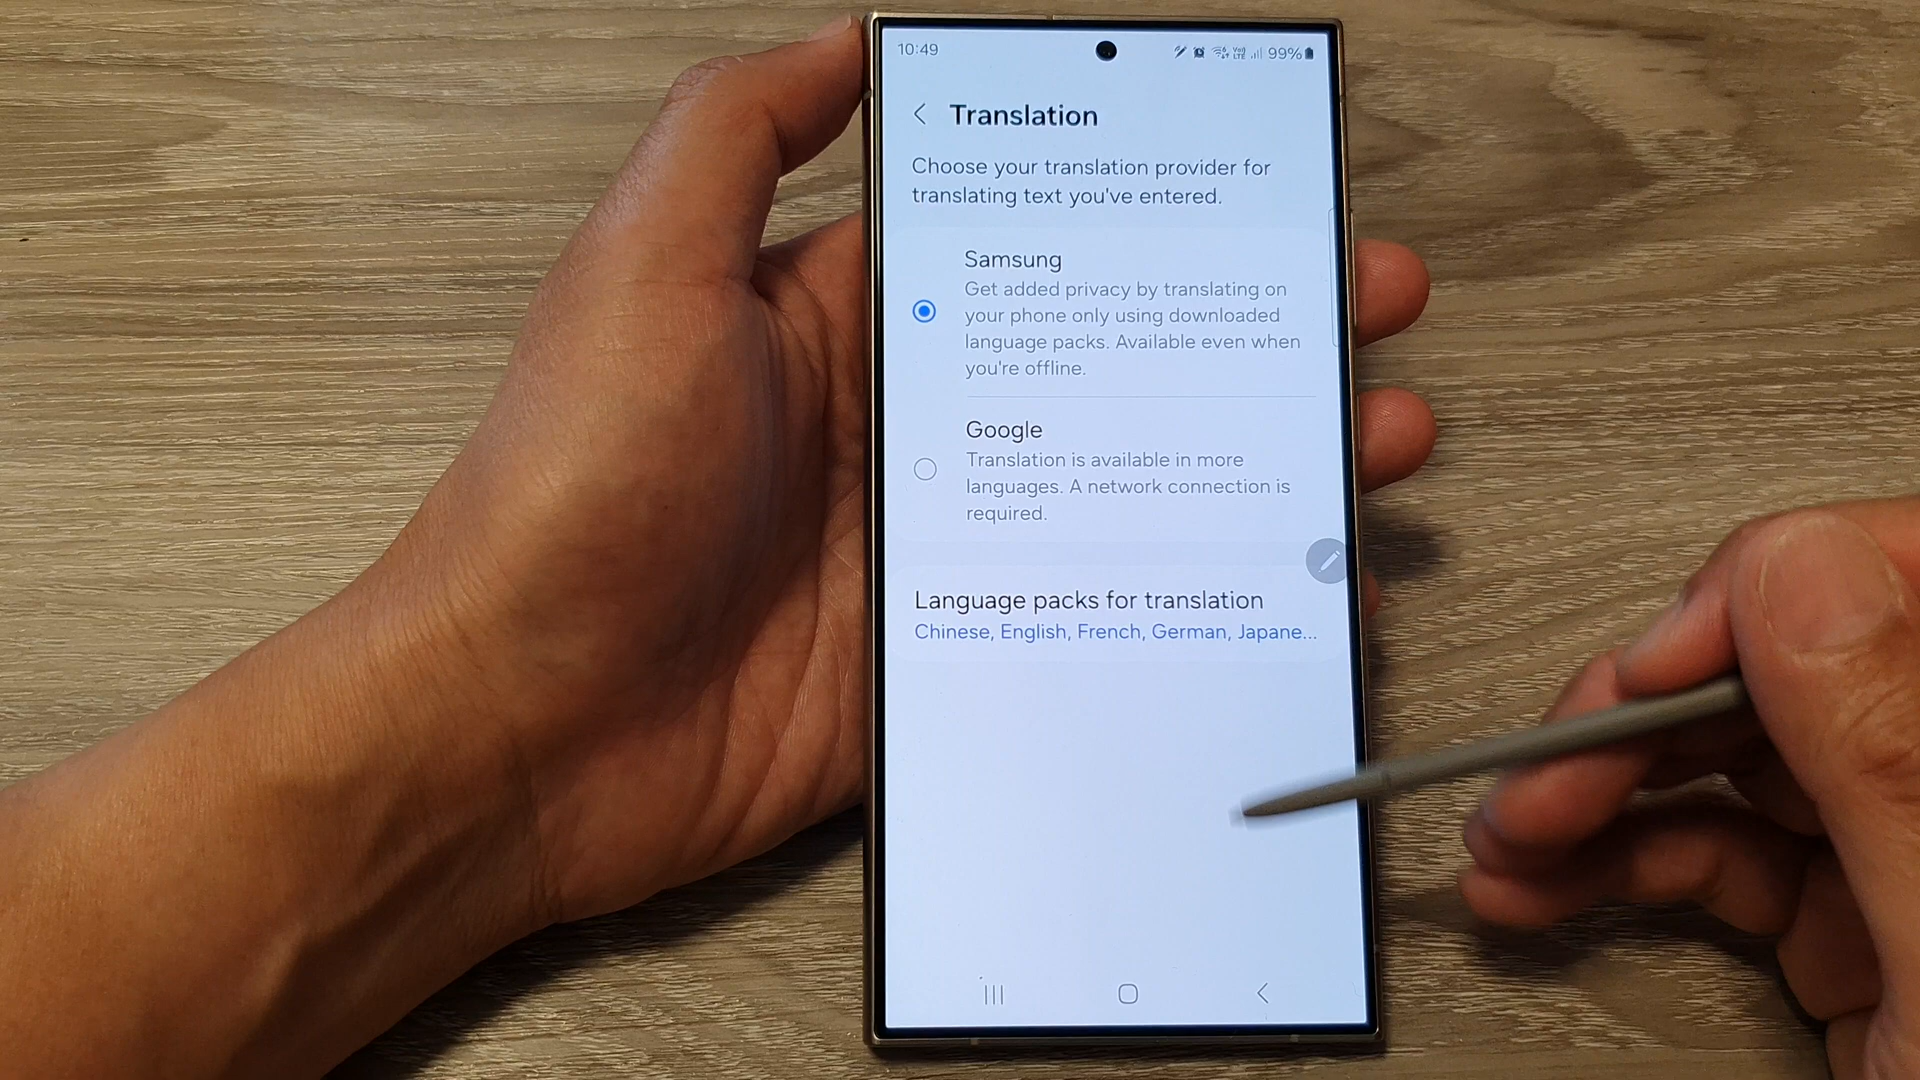 10:49
99%
Translation
Choose your translation provider for
translating text you've entered.
Samsung
Get added privacy by translating on
your phone only using downloaded
language packs. Available even when
you're offline.
Google
Translation is available in more
languages. A network connection is
required.
Language packs for translation
Chinese, English, French, German, Japane...